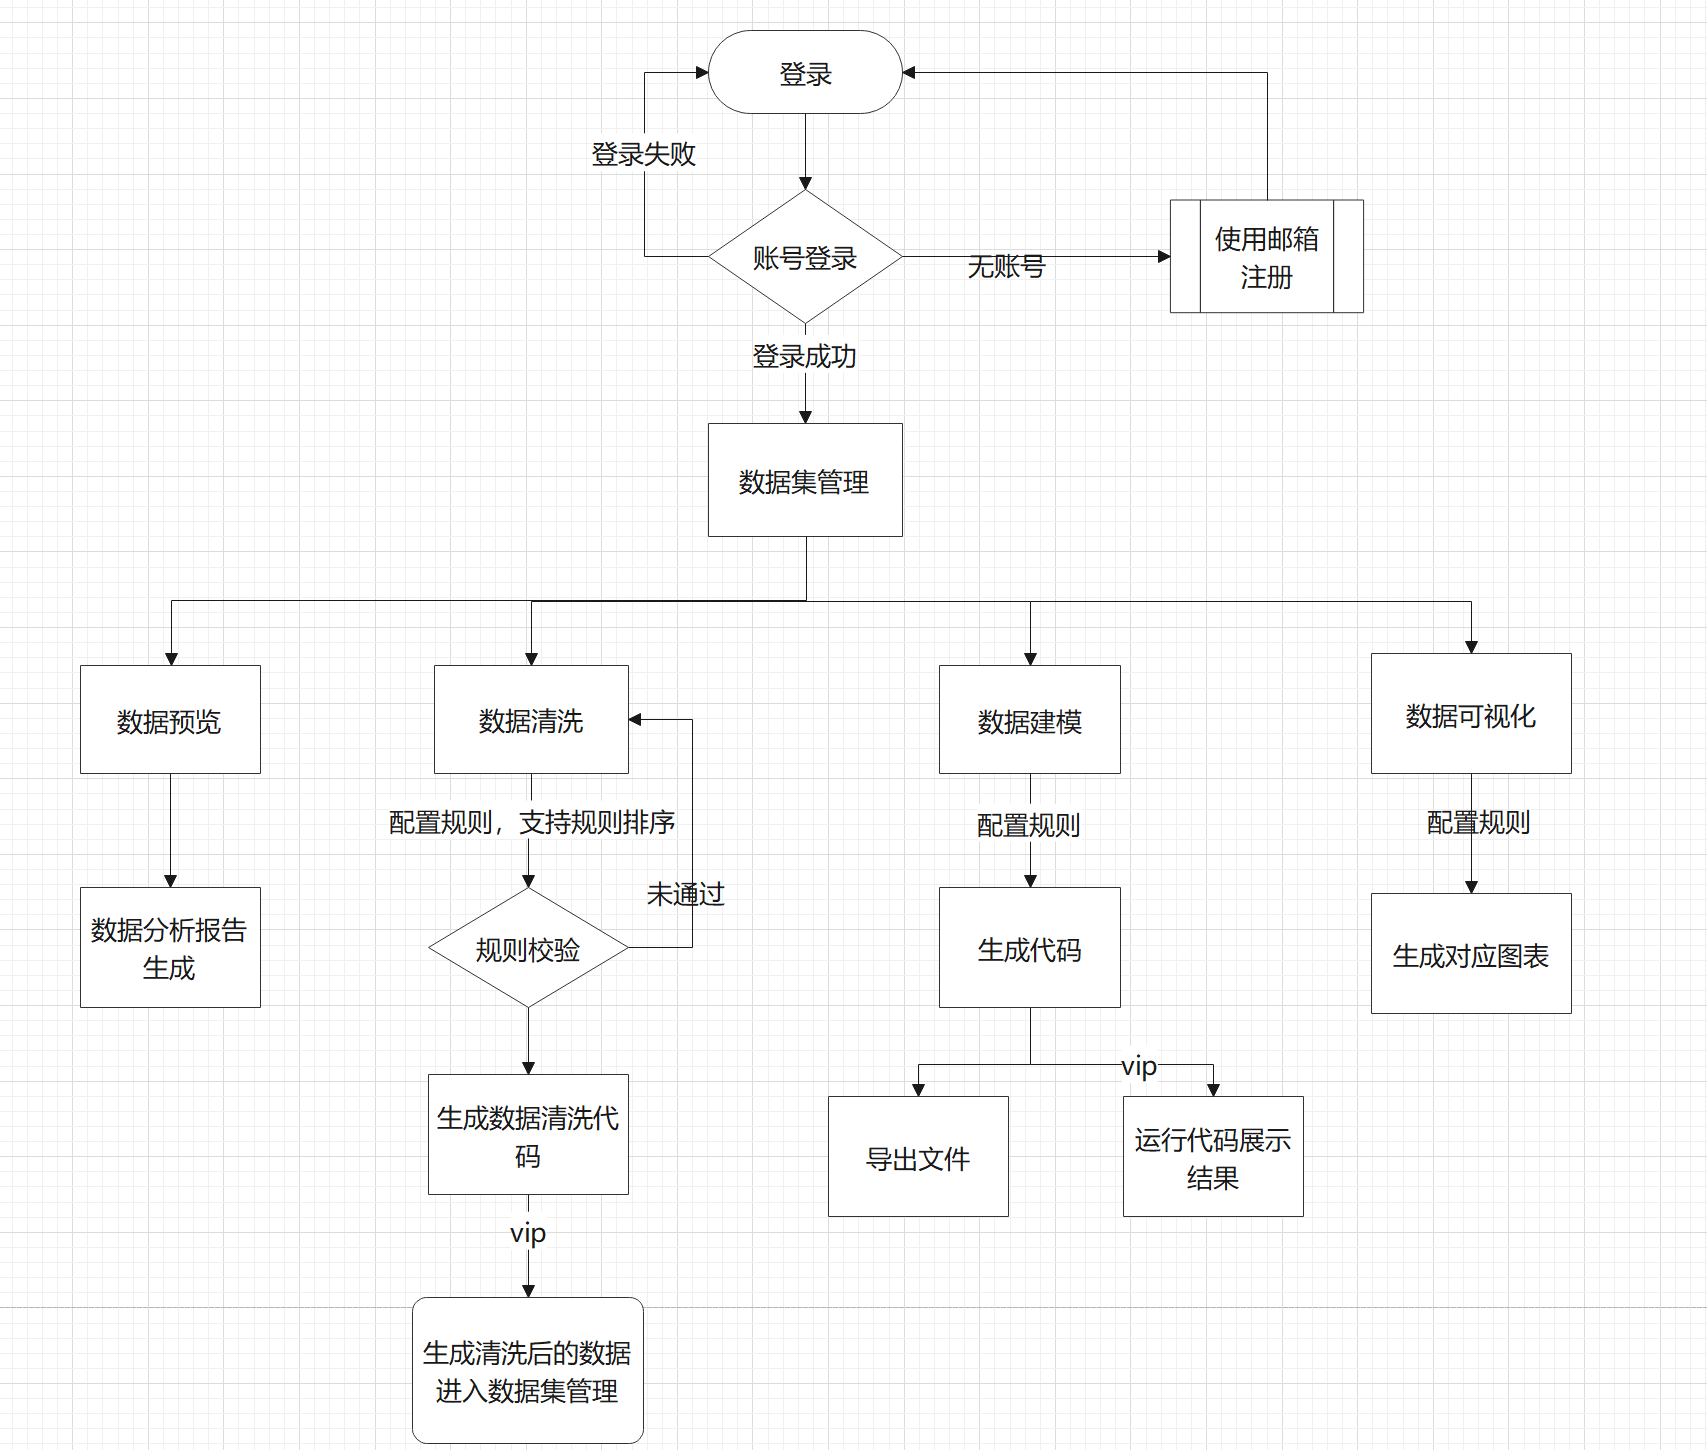 登录
登录失败
账号登录
无账号
使用邮箱
注册
登录成功
数据集管理
数据预览
数据清洗
数据建模
数据可视化
配置规则，支持规则排序
配置规则
配置规则
未通过
数据分析报告
生成
规则校验
生成代码
生成对应图表
vip
生成数据清洗代
码
导出文件
运行代码展示
结果
vip
生成清洗后的数据
进入数据集管理